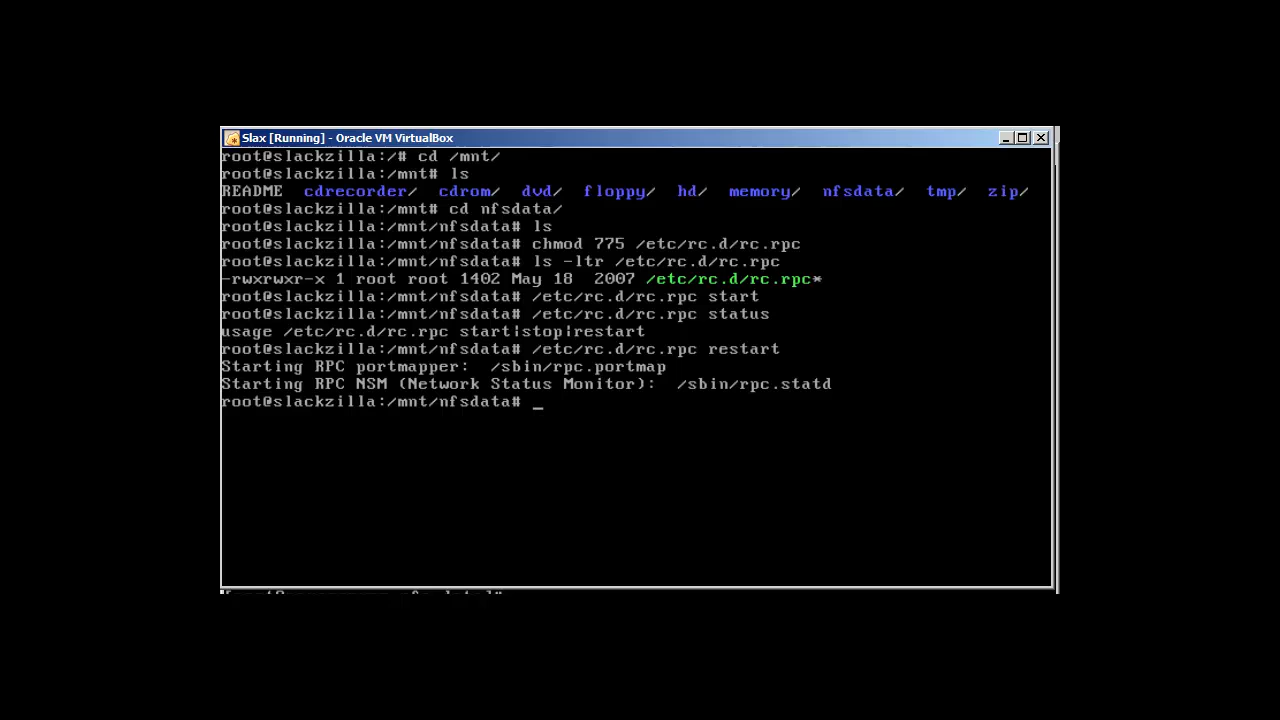 Slax [Running] - Oracle VM VirtualBox
root@slackzilla:/# cd /mnt/
root@slackzilla:/mnt# ls
README  cdrecorder/  cdrom/  dvd/  floppy/  hd/  memory/  nfsdata/  tmp/  zip/
root@slackzilla:/mnt# cd nfsdata/
root@slackzilla:/mnt/nfsdata# ls
root@slackzilla:/mnt/nfsdata# chmod 775 /etc/rc.d/rc.rpc
root@slackzilla:/mnt/nfsdata# ls -ltr /etc/rc.d/rc.rpc
-rwxrwxr-x 1 root root 1402 May 18  2007 /etc/rc.d/rc.rpc*
root@slackzilla:/mnt/nfsdata# /etc/rc.d/rc.rpc start
root@slackzilla:/mnt/nfsdata# /etc/rc.d/rc.rpc status
usage /etc/rc.d/rc.rpc start|stop|restart
root@slackzilla:/mnt/nfsdata# /etc/rc.d/rc.rpc restart
Starting RPC portmapper:  /sbin/rpc.portmap
Starting RPC NSM (Network Status Monitor):  /sbin/rpc.statd
root@slackzilla:/mnt/nfsdata# _